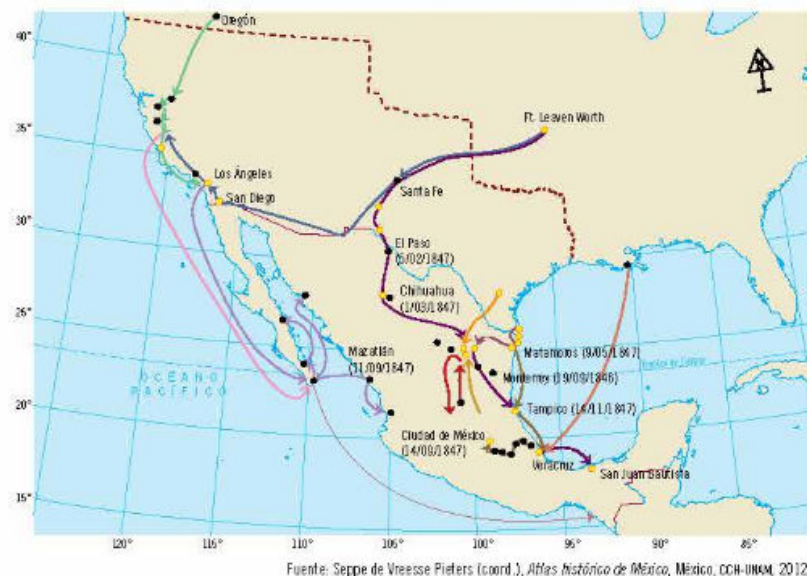 40°
35°
30°
25°
20°
15°
120°
115°
110°
105°
100°
95°
90°
85°
Oregón
Ft. Leaven Worth
Los Ángeles
San Diego
Santa Fe
El Paso
(5/02/1847)
Chihuahua
(1/03/1847)
Mazatlán
(11/09/1847)
Matamoros (9/05/1847)
Monterrey (19/09/1846)
Tampico (14/11/1847)
Ciudad de México
(14/09/1847)
Veracruz
San Juan Bautista
OCÉANO
PACÍFICO
Trópico de Cáncer
Fuente: Seppe de Vreesse Pieters (coord.), Atlas histórico de México, México, CCH-UNAM, 2012